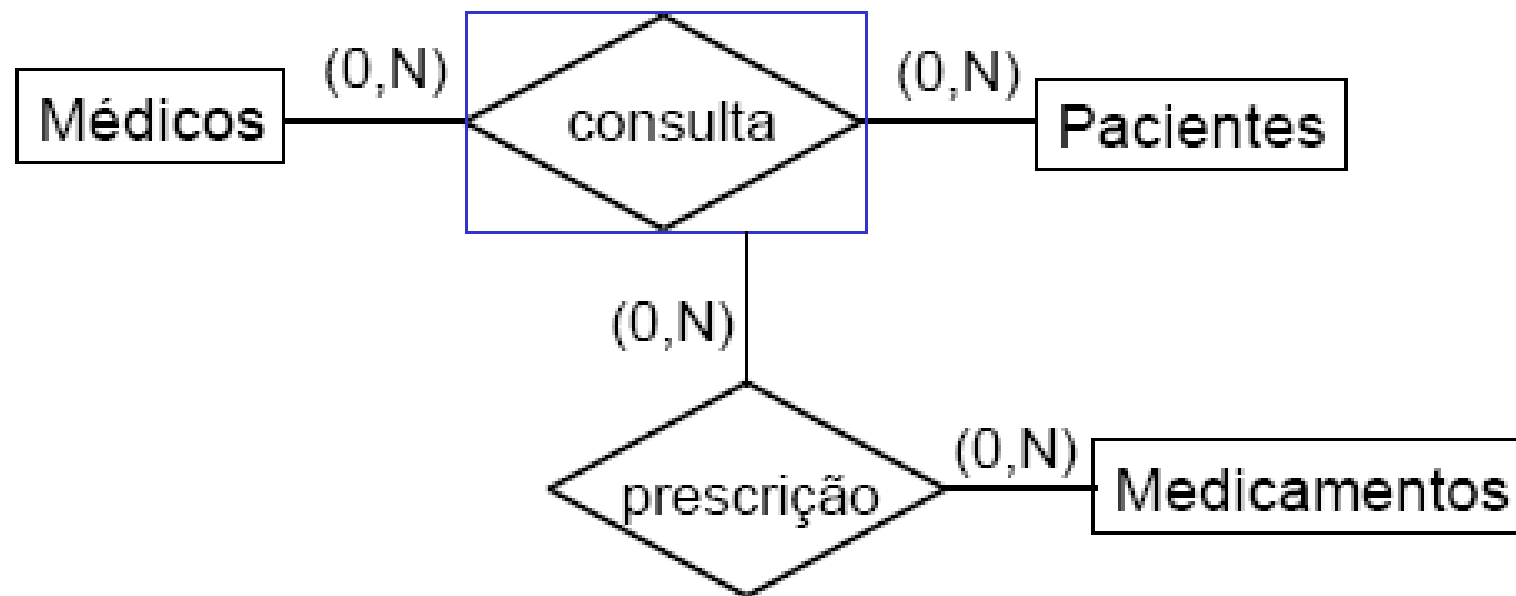 (0,N)
(0,N)
Médicos
consulta
Pacientes
(0,N)
(0,N)
prescrição
Medicamentos